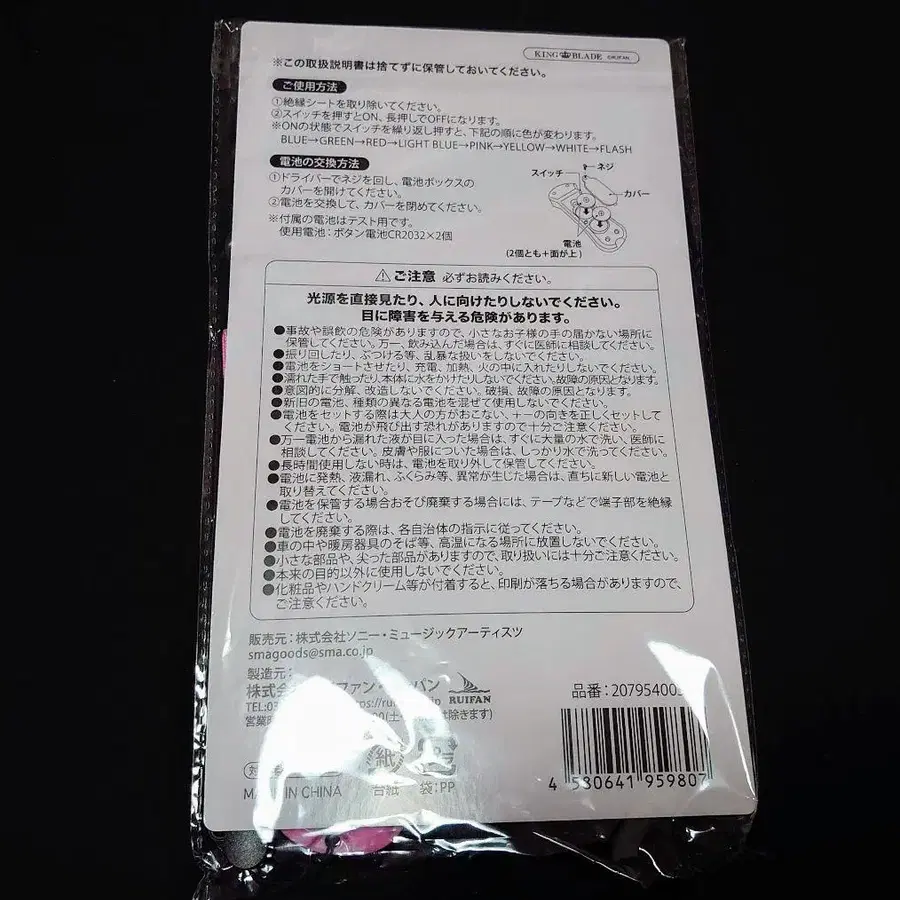 KING BLADE ©RUIFAN
※この取扱説明書は捨てずに保管しておいてください。
ご使用方法
①絶縁シートを取り除いてください。
②スイッチを押すとON、長押しでOFFになります。
※ONの状態でスイッチを繰り返し押すと、下記の順に色が変わります。
BLUE→GREEN→RED→LIGHT BLUE→PINK→YELLOW→WHITE→FLASH
電池の交換方法
①ドライバーでネジを回し、電池ボックスの
カバーを開けてください。
②電池を交換して、カバーを閉めてください。
※付属の電池はテスト用です。
使用電池：ボタン電池CR2032×2個
ネジ
スイッチ
カバー
電池
(2個とも＋面が上)
⚠ご注意 必ずお読みください。
光源を直接見たり、人に向けたりしないでください。
目に障害を与える危険があります。
●事故や誤飲の危険がありますので、小さなお子様の手の届かない場所に
保管してください。万一、飲み込んだ場合は、すぐに医師に相談してください。
●振り回したり、ぶつける等、乱暴な扱いをしないでください。
●電池をショートさせたり、充電、加熱、火の中に入れたりしないでください。
●濡れた手で触ったり、本体に水をかけたりしないでください。故障の原因となります。
●意図的に分解、改造しないでください。破損、故障の原因となります。
●新旧の電池、種類の異なる電池を混ぜて使用しないでください。
●電池をセットする際は大人の方がおこない、＋－の向きを正しくセットして
ください。電池が飛び出す恐れがありますので十分ご注意ください。
●万一電池から漏れた液が目に入った場合は、すぐに大量の水で洗い、医師に
相談してください。皮膚や服についた場合は、しっかり水で洗ってください。
●長時間使用しない時は、電池を取り外して保管してください。
●電池に発熱、液漏れ、ふくらみ等、異常が生じた場合は、直ちに新しい電池と
取り替えてください。
●電池を保管する場合おそび廃棄する場合には、テープなどで端子部を絶縁
してください。
●電池を廃棄する際は、各自治体の指示に従ってください。
●車の中や暖房器具のそば等、高温になる場所に放置しないでください。
●小さな部品や、尖った部品がありますので、取り扱いには十分ご注意ください。
●本来の目的以外に使用しないでください。
●化粧品やハンドクリーム等が付着すると、印刷が落ちる場合がありますので、
ご注意ください。
販売元：株式会社ソニー・ミュージックアーティスツ
smagoods@sma.co.jp
製造元：
株式会
ファン・
パン
RUIFAN
TEL:03
営業
(土
は除きます)
品番：207954005
対
MADE IN CHINA
紙
台紙
袋：PP
4 580641 959807